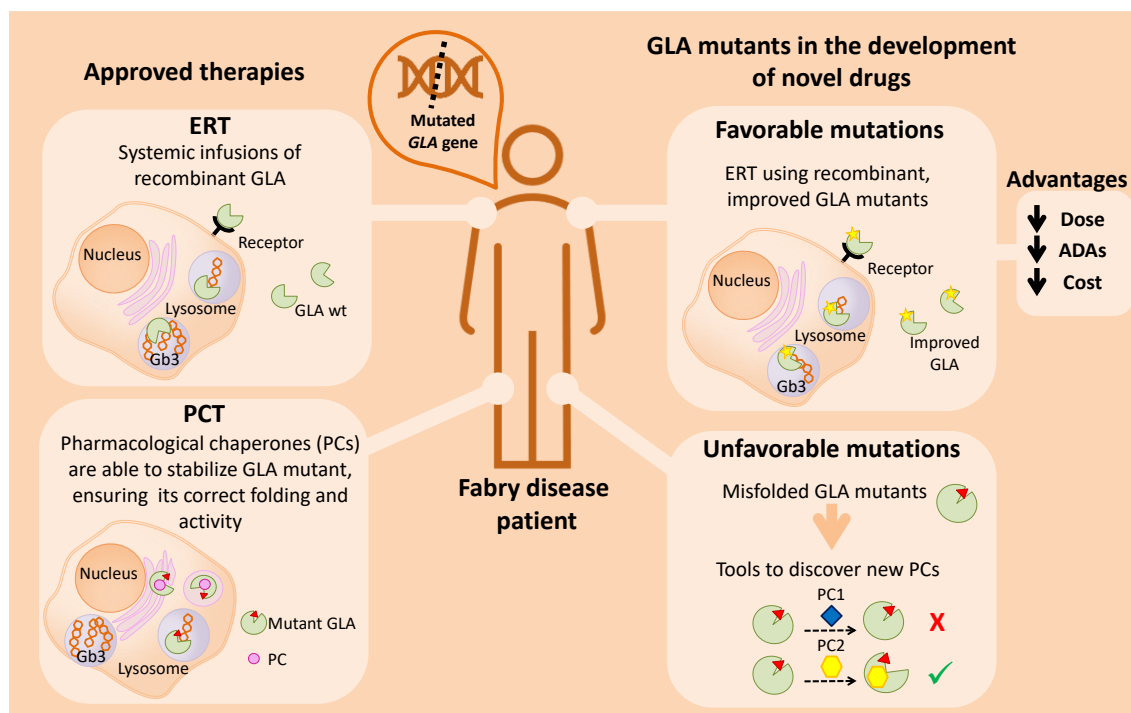 Approved therapies
ERT
Systemic infusions of
recombinant GLA
Nucleus
Receptor
Lysosome
GLA wt
Gb3
PCT
Pharmacological chaperones (PCs)
are able to stabilize GLA mutant,
ensuring its correct folding and
activity
Nucleus
Mutant GLA
Gb3
PC
Lysosome
Mutated
GLA gene
Fabry disease
patient
GLA mutants in the development
of novel drugs
Favorable mutations
ERT using recombinant,
improved GLA mutants
Nucleus
Receptor
Lysosome
Improved
GLA
Gb3
Advantages
Dose
ADAs
Cost
Unfavorable mutations
Misfolded GLA mutants
Tools to discover new PCs
PC1
X
PC2